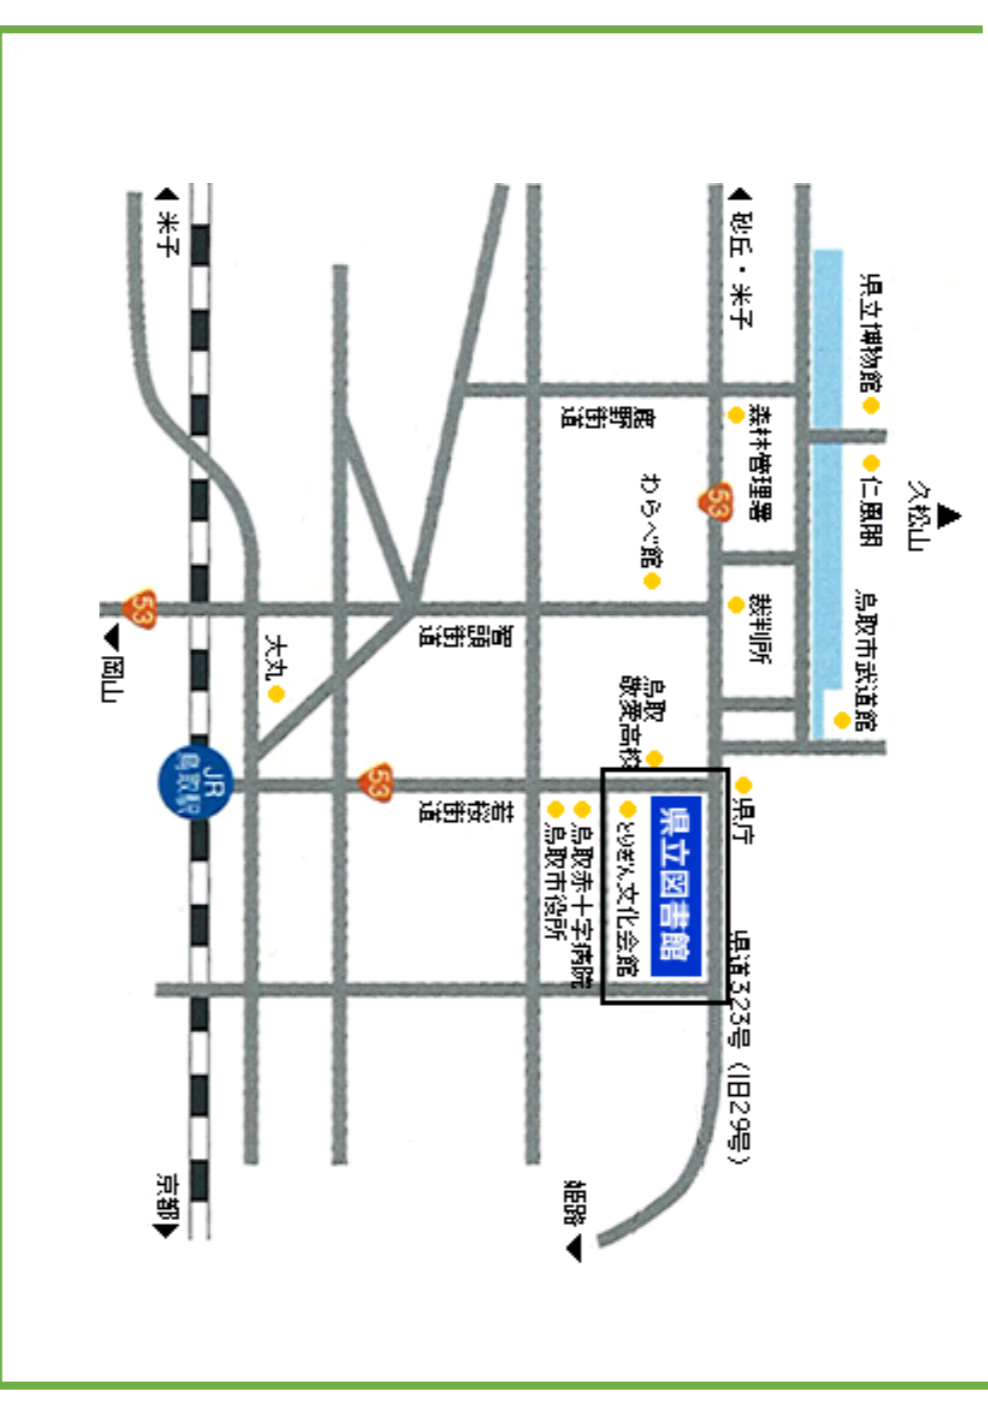 久松山
県立博物館
仁風閣
鳥取市武道館
砂丘・米子
森林管理署
53
裁判所
県庁
県道323号（旧29号）
わらべ館
鳥取
敬愛高校
県立図書館
とりぎん文化会館
鳥取赤十字病院
鳥取市役所
鹿野
街道
智頭
街道
若桜
街道
53
姫路
大丸
米子
JR
鳥取駅
京都
53
岡山